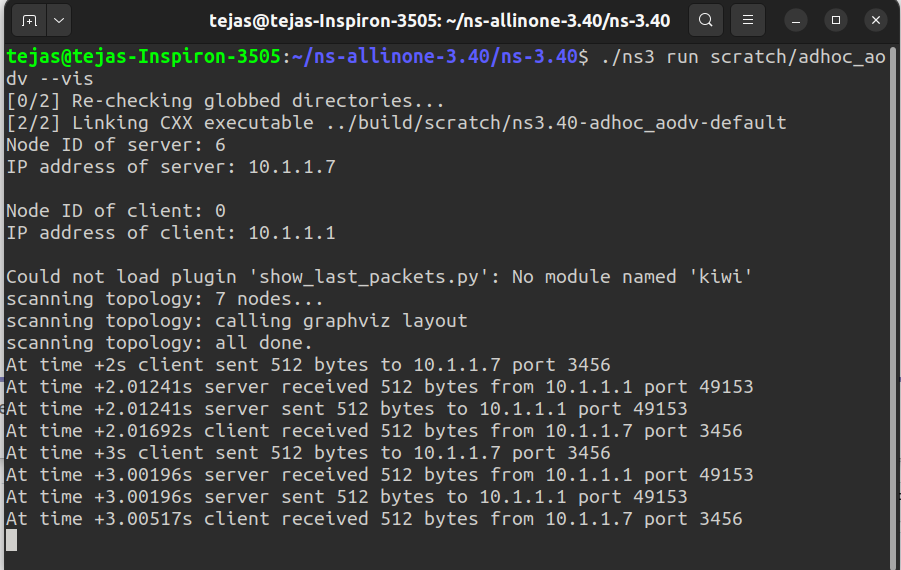 tejas@tejas-Inspiron-3505: ~/ns-allinone-3.40/ns-3.40
tejas@tejas-Inspiron-3505:~/ns-allinone-3.40/ns-3.40$ ./ns3 run scratch/adhoc_ao
dv --vis
[0/2] Re-checking globbed directories...
[2/2] Linking CXX executable ../build/scratch/ns3.40-adhoc_aodv-default
Node ID of server: 6
IP address of server: 10.1.1.7
Node ID of client: 0
IP address of client: 10.1.1.1
Could not load plugin 'show_last_packets.py': No module named 'kiwi'
scanning topology: 7 nodes...
scanning topology: calling graphviz layout
scanning topology: all done.
At time +2s client sent 512 bytes to 10.1.1.7 port 3456
At time +2.01241s server received 512 bytes from 10.1.1.1 port 49153
At time +2.01241s server sent 512 bytes to 10.1.1.1 port 49153
At time +2.01692s client received 512 bytes from 10.1.1.7 port 3456
At time +3s client sent 512 bytes to 10.1.1.7 port 3456
At time +3.00196s server received 512 bytes from 10.1.1.1 port 49153
At time +3.00196s server sent 512 bytes to 10.1.1.1 port 49153
At time +3.00517s client received 512 bytes from 10.1.1.7 port 3456